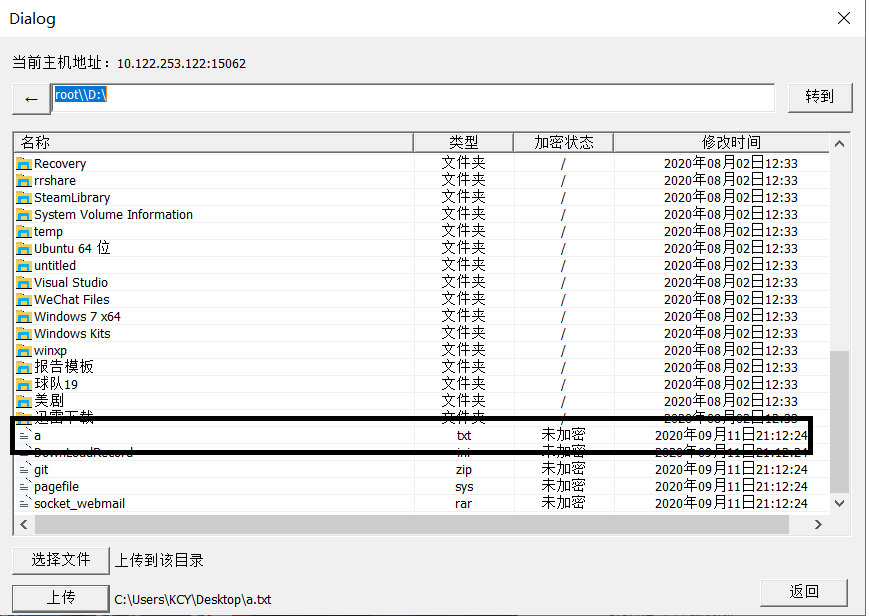 Dialog
当前主机地址：10.122.253.122:15062
← root\\D:\ 转到
名称 类型 加密状态 修改时间
Recovery 文件夹 / 2020年08月02日12:33
rrshare 文件夹 / 2020年08月02日12:33
SteamLibrary 文件夹 / 2020年08月02日12:33
System Volume Information 文件夹 / 2020年08月02日12:33
temp 文件夹 / 2020年08月02日12:33
Ubuntu 64 位 文件夹 / 2020年08月02日12:33
untitled 文件夹 / 2020年08月02日12:33
Visual Studio 文件夹 / 2020年08月02日12:33
WeChat Files 文件夹 / 2020年08月02日12:33
Windows 7 x64 文件夹 / 2020年08月02日12:33
Windows Kits 文件夹 / 2020年08月02日12:33
winxp 文件夹 / 2020年08月02日12:33
报告模板 文件夹 / 2020年08月02日12:33
球队19 文件夹 / 2020年08月02日12:33
美剧 文件夹 / 2020年08月02日12:33
迅雷下载 文件夹 / 2020年08月02日12:33
a txt 未加密 2020年09月11日21:12:24
DownLoadRecord ini 未加密 2020年09月11日21:12:24
git zip 未加密 2020年09月11日21:12:24
pagefile sys 未加密 2020年09月11日21:12:24
socket_webmail rar 未加密 2020年09月11日21:12:24
选择文件 上传到该目录
上传 C:\Users\KCY\Desktop\a.txt 返回